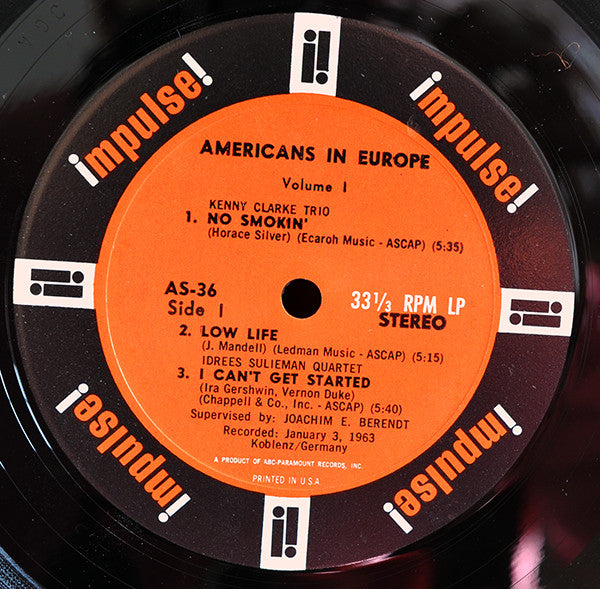 impulse!
impulse!
AMERICANS IN EUROPE
Volume 1
KENNY CLARKE TRIO
1. NO SMOKIN'
(Horace Silver) (Ecaroh Music - ASCAP) (5:35)
AS-36
Side 1
33 1/3 RPM LP
STEREO
2. LOW LIFE
(J. Mandell) (Ledman Music - ASCAP) (5:15)
IDREES SULIEMAN QUARTET
3. I CAN'T GET STARTED
(Ira Gershwin, Vernon Duke)
(Chappell & Co., Inc. - ASCAP) (5:40)
Supervised by: JOACHIM E. BERENDT
Recorded: January 3, 1963
Koblenz/Germany
A PRODUCT OF ABC-PARAMOUNT RECORDS, INC.
PRINTED IN U.S.A
impulse!
impulse!